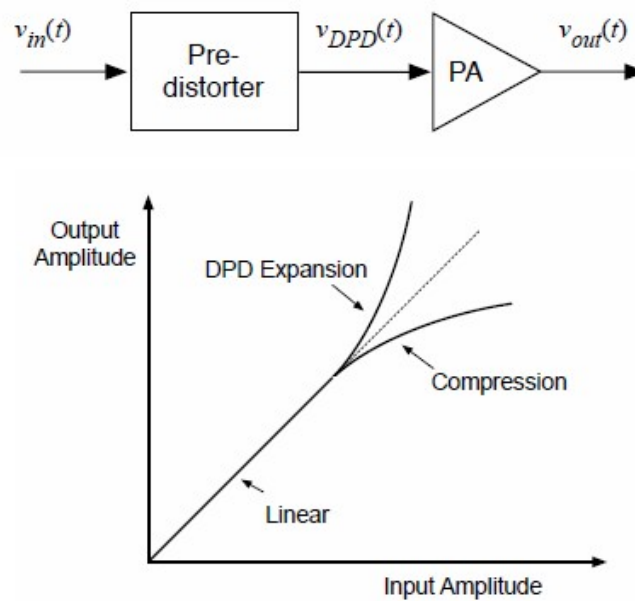 v_in(t)
Pre-
distorter
v_DPD(t)
PA
v_out(t)
Output
Amplitude
DPD Expansion
Compression
Linear
Input Amplitude